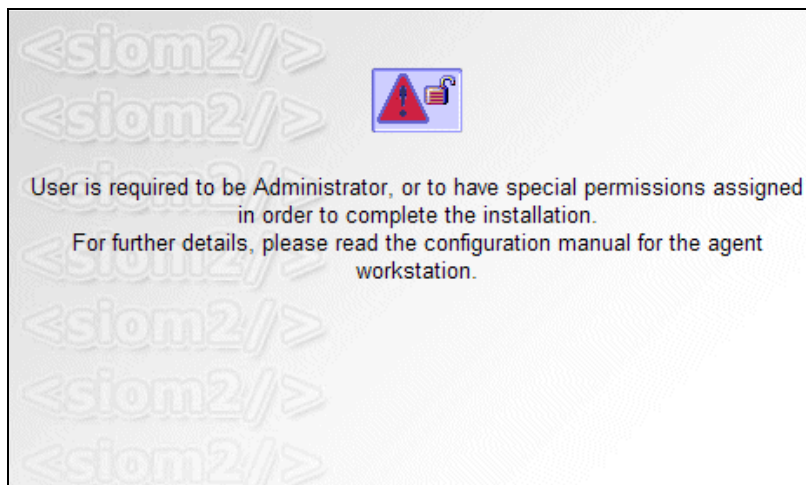 <siom2/>
<siom2/>
<siom2/>
User is required to be Administrator, or to have special permissions assigned
in order to complete the installation.
For further details, please read the configuration manual for the agent
workstation.
<siom2/>
<siom2/>
<siom2/>
<siom2/>